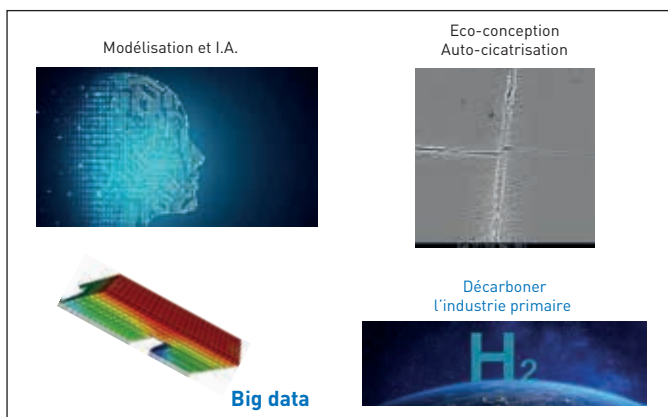 Modélisation et I.A.
Eco-conception
Auto-cicatrisation
Big data
Décarboner
l'industrie primaire
H2